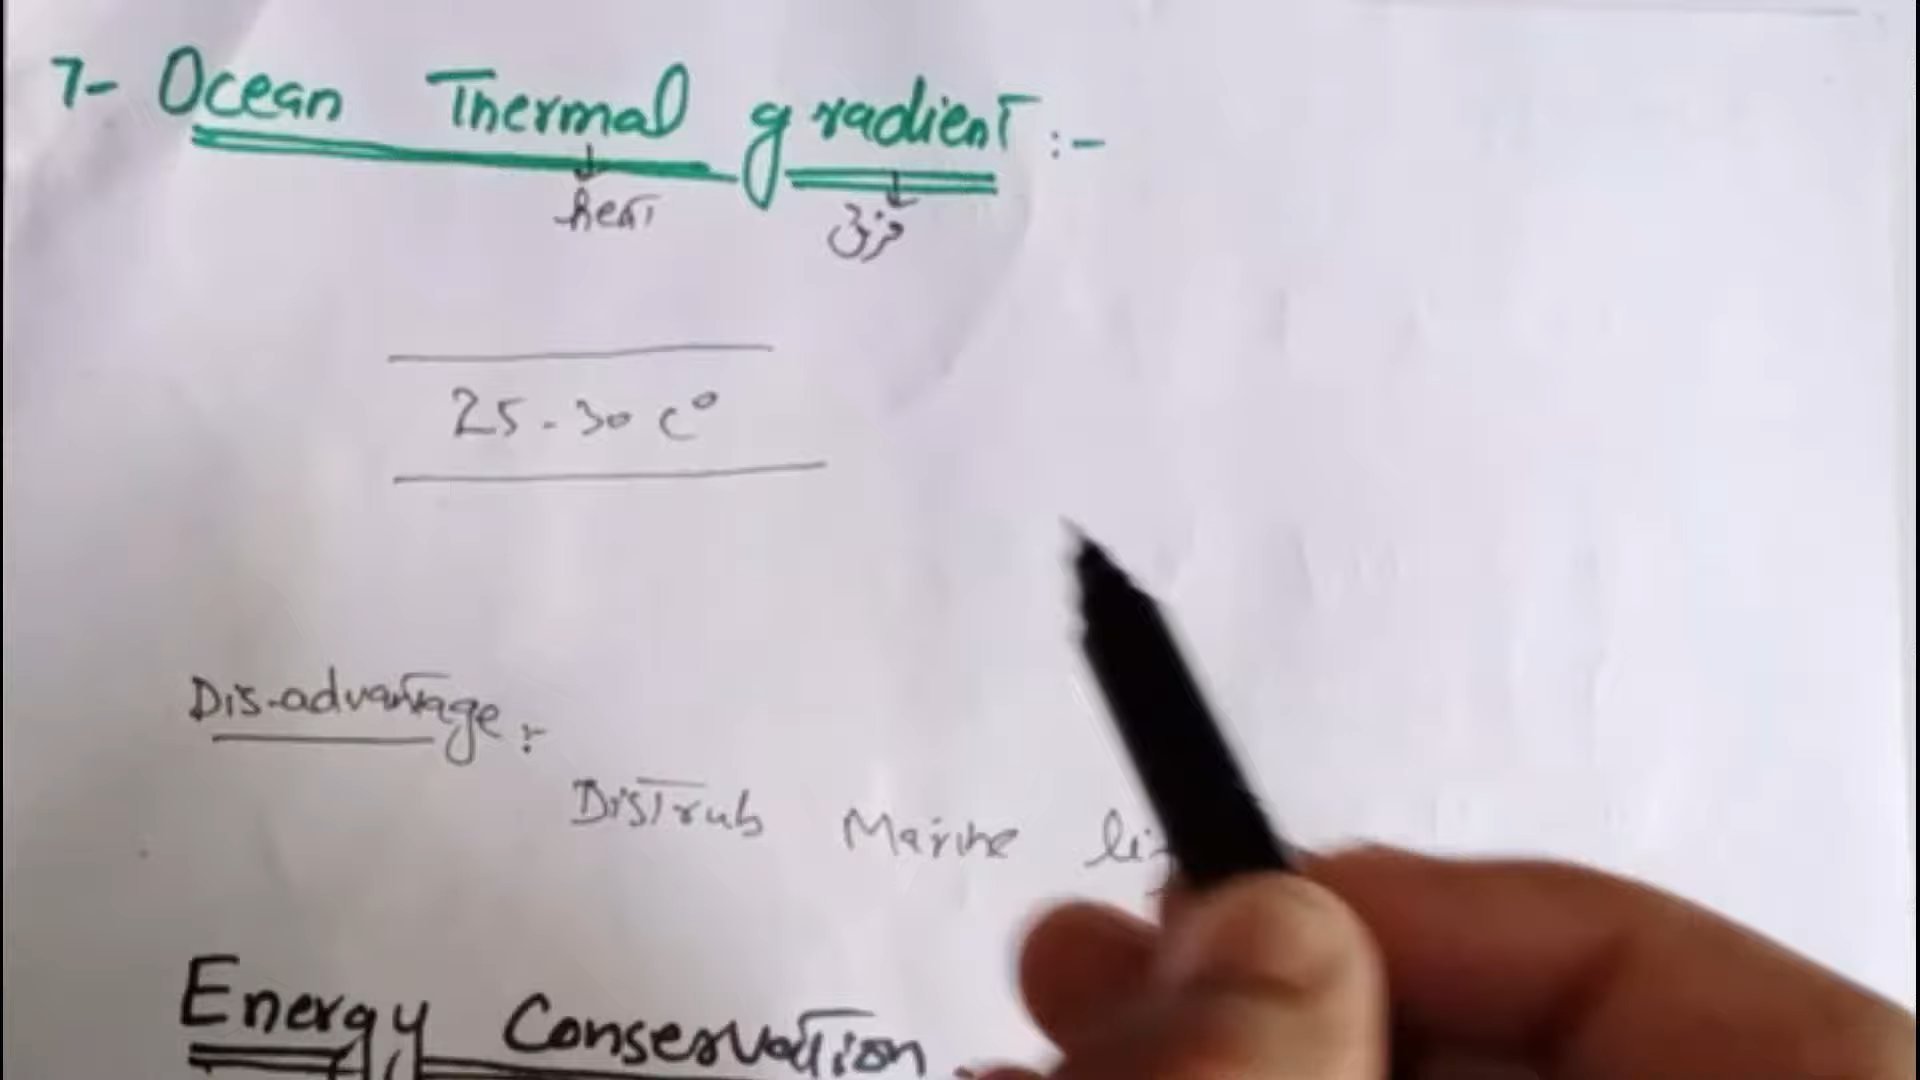 7- Ocean Thermal gradient :-
heat فرق
25-30 C°
Dis-advantage:-
Distrub Marine
Energy Conservation